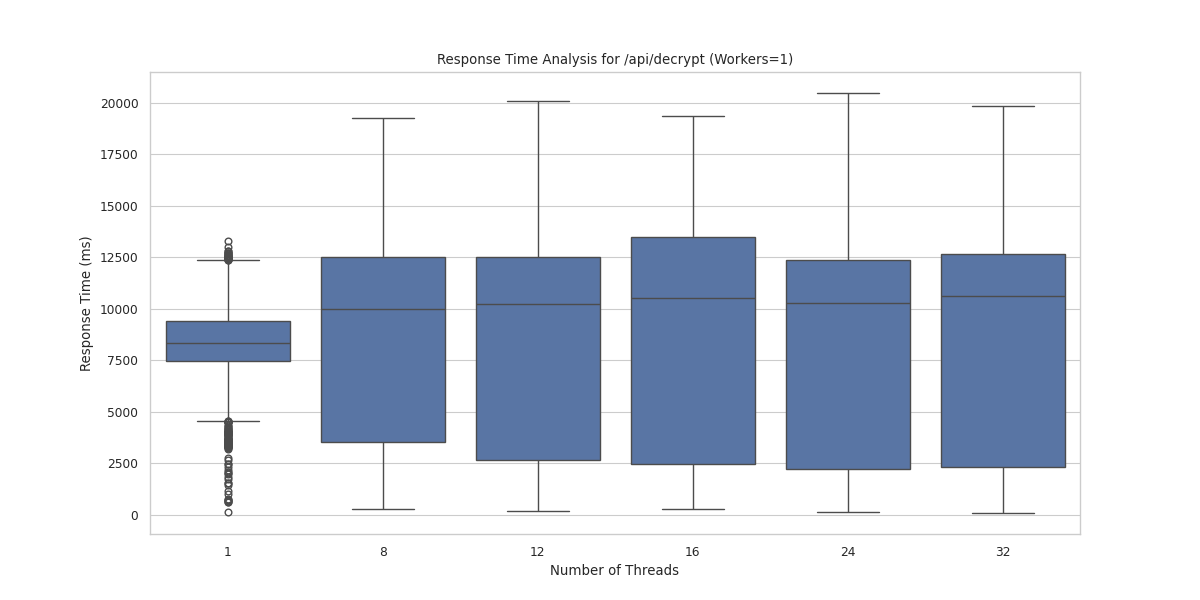 Response Time Analysis for /api/decrypt (Workers=1)
Response Time (ms)
20000
17500
15000
12500
10000
7500
5000
2500
0
1 8 12 16 24 32
Number of Threads